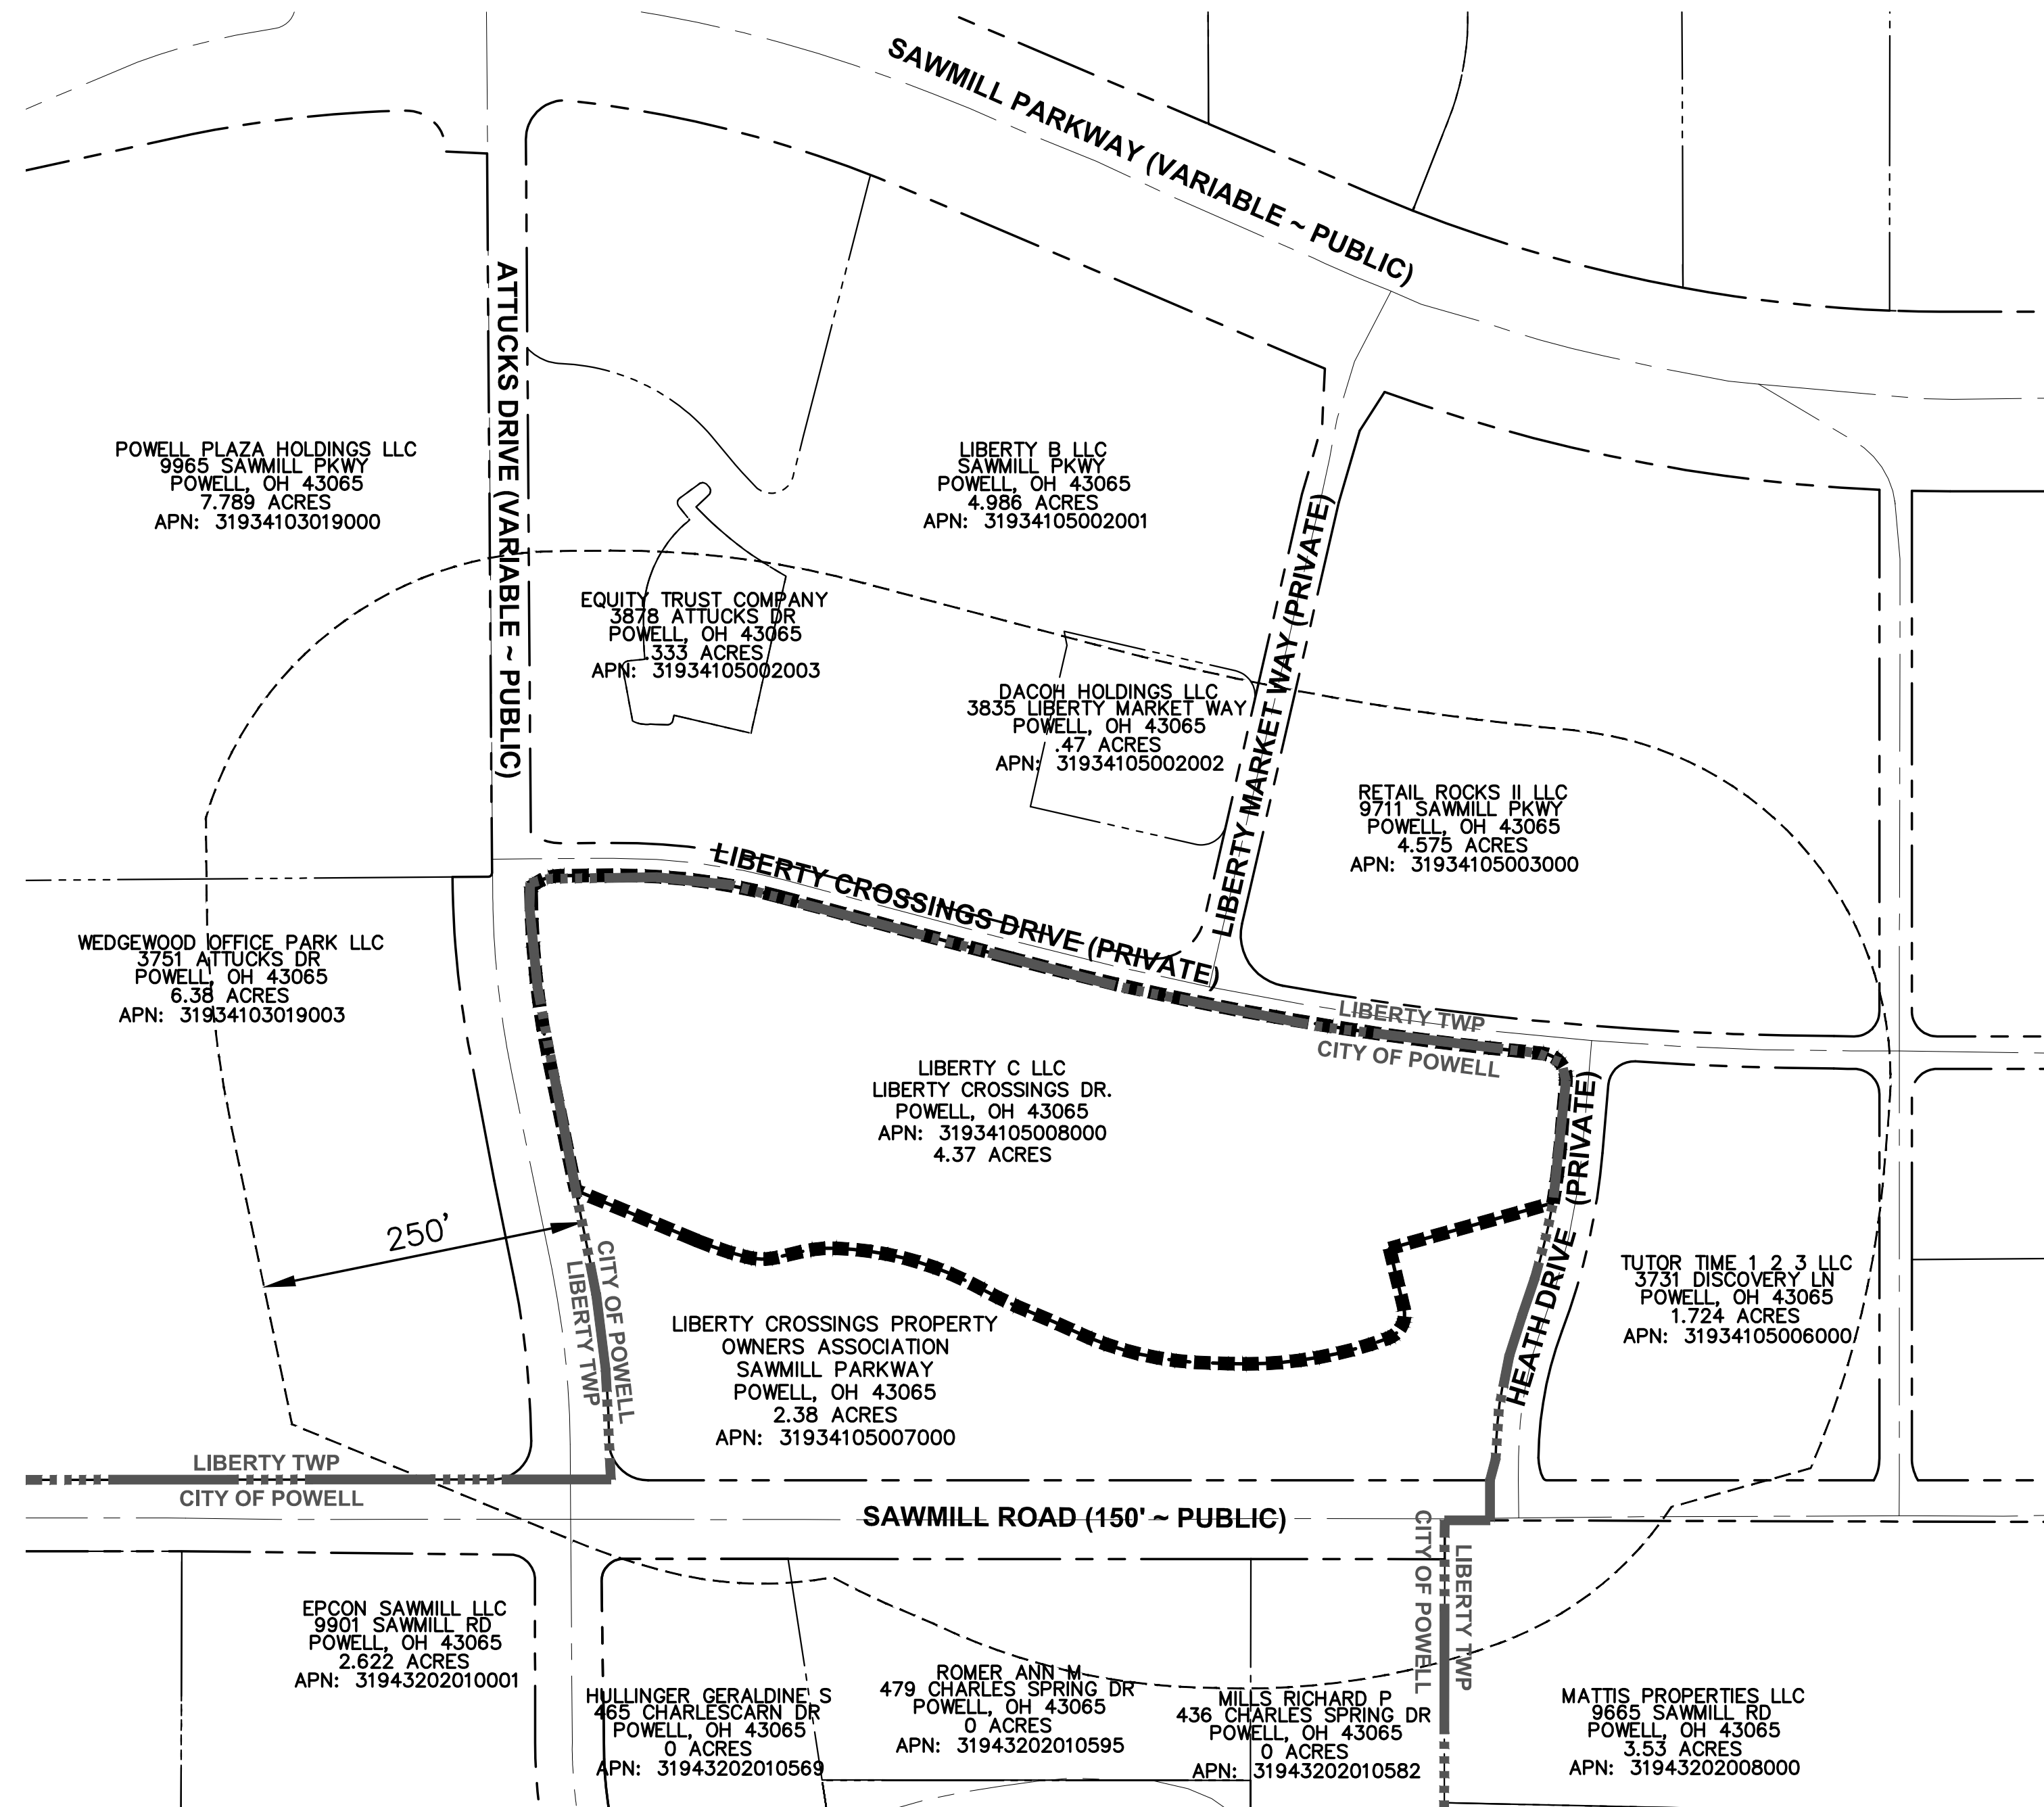 SAWMILL PARKWAY (VARIABLE ~ PUBLIC)
ATTUCKS DRIVE (VARIABLE ~ PUBLIC)
POWELL PLAZA HOLDINGS LLC
9965 SAWMILL PKWY
POWELL, OH 43065
7.789 ACRES
APN: 31934103019000
LIBERTY B LLC
SAWMILL PKWY
POWELL, OH 43065
4.986 ACRES
APN: 31934105002001
LIBERTY MARKET WAY (PRIVATE)
EQUITY TRUST COMPANY
3878 ATTUCKS DR
POWELL, OH 43065
.333 ACRES
APN: 31934105002003
DACOH HOLDINGS LLC
3835 LIBERTY MARKET WAY
POWELL, OH 43065
.47 ACRES
APN: 31934105002002
RETAIL ROCKS II LLC
9711 SAWMILL PKWY
POWELL, OH 43065
4.575 ACRES
APN: 31934105003000
LIBERTY CROSSINGS DRIVE (PRIVATE)
WEDGEWOOD OFFICE PARK LLC
3751 ATTUCKS DR
POWELL, OH 43065
6.38 ACRES
APN: 31934103019003
LIBERTY TWP
CITY OF POWELL
LIBERTY C LLC
LIBERTY CROSSINGS DR.
POWELL, OH 43065
APN: 31934105008000
4.37 ACRES
HEATH DRIVE (PRIVATE)
250'
CITY OF POWELL
LIBERTY TWP
TUTOR TIME 1 2 3 LLC
3731 DISCOVERY LN
POWELL, OH 43065
1.724 ACRES
APN: 31934105006000
LIBERTY CROSSINGS PROPERTY
OWNERS ASSOCIATION
SAWMILL PARKWAY
POWELL, OH 43065
2.38 ACRES
APN: 31934105007000
LIBERTY TWP
CITY OF POWELL
SAWMILL ROAD (150' ~ PUBLIC)
CITY OF POWELL
LIBERTY TWP
EPCON SAWMILL LLC
9901 SAWMILL RD
POWELL, OH 43065
2.622 ACRES
APN: 31943202010001
HULLINGER GERALDINE S
465 CHARLESCARN DR
POWELL, OH 43065
0 ACRES
APN: 31943202010569
ROMER ANN M
479 CHARLES SPRING DR
POWELL, OH 43065
0 ACRES
APN: 31943202010595
MILLS RICHARD P
436 CHARLES SPRING DR
POWELL, OH 43065
0 ACRES
APN: 31943202010582
MATTIS PROPERTIES LLC
9665 SAWMILL RD
POWELL, OH 43065
3.53 ACRES
APN: 31943202008000